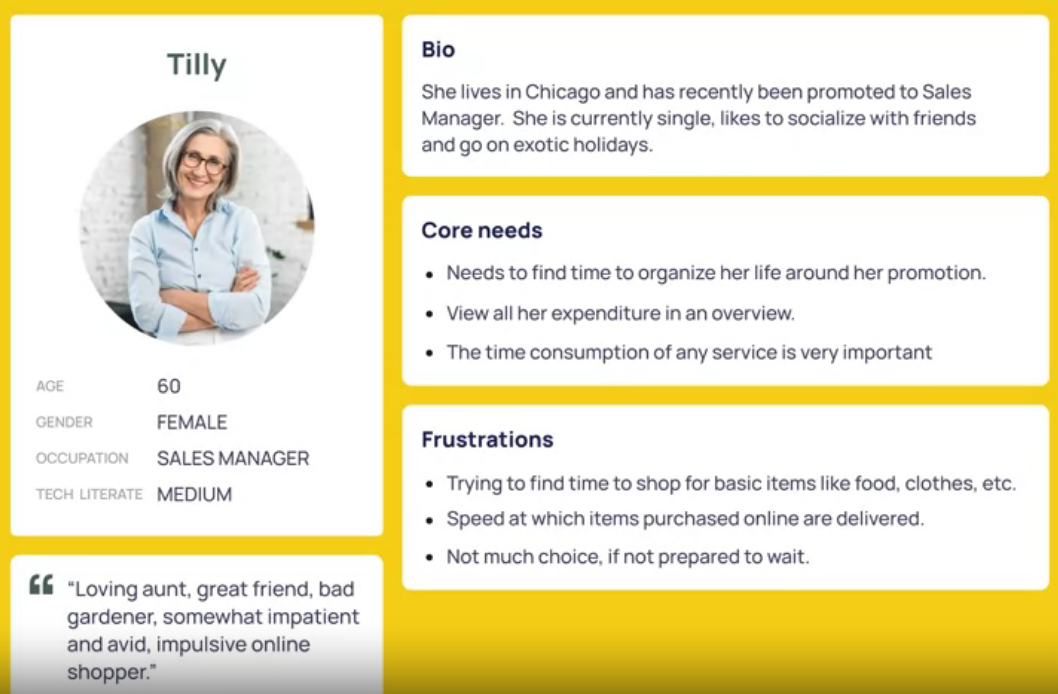 Tilly
AGE 60
GENDER FEMALE
OCCUPATION SALES MANAGER
TECH LITERATE MEDIUM
“Loving aunt, great friend, bad
gardener, somewhat impatient
and avid, impulsive online
shopper.”
Bio
She lives in Chicago and has recently been promoted to Sales
Manager. She is currently single, likes to socialize with friends
and go on exotic holidays.
Core needs
• Needs to find time to organize her life around her promotion.
• View all her expenditure in an overview.
• The time consumption of any service is very important
Frustrations
• Trying to find time to shop for basic items like food, clothes, etc.
• Speed at which items purchased online are delivered.
• Not much choice, if not prepared to wait.